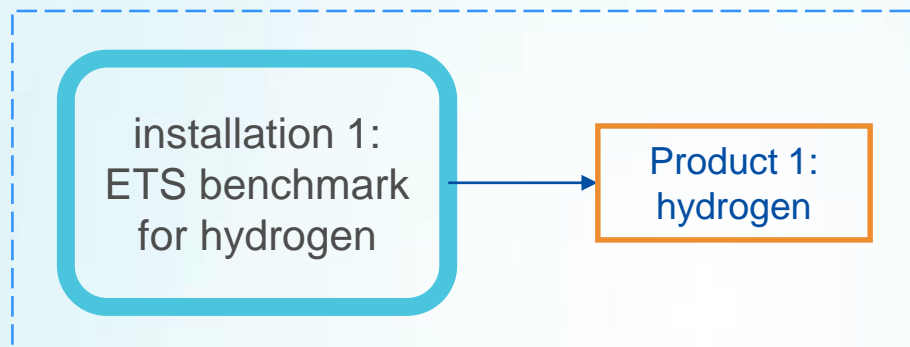 installation 1:
ETS benchmark
for hydrogen
Product 1:
hydrogen